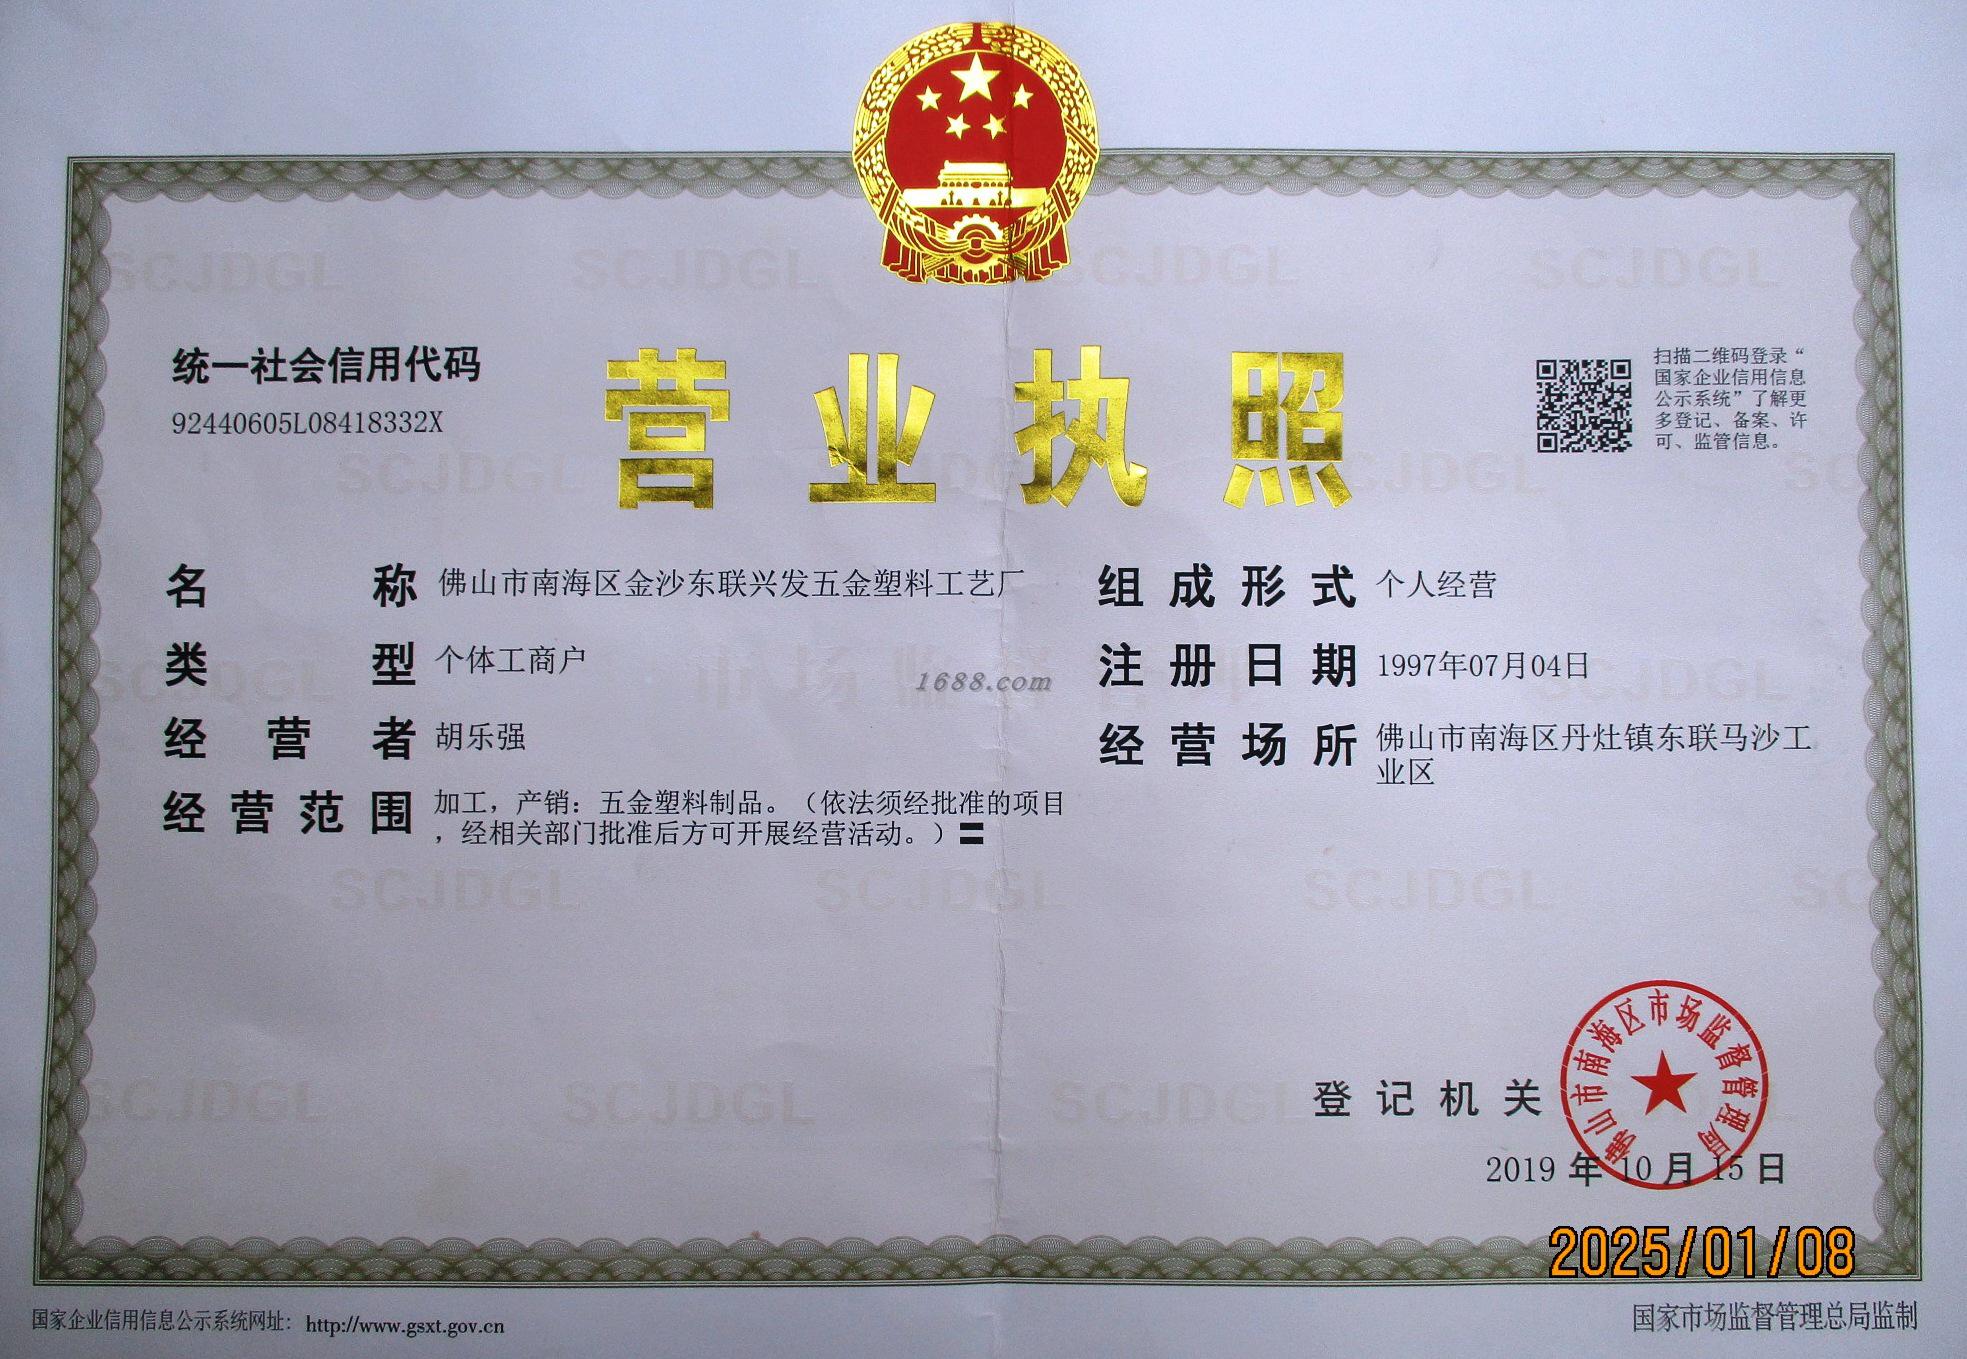 统一社会信用代码
92440605L08418332X
营业执照
扫描二维码登录“
国家企业信用信息
公示系统”了解更
多登记、备案、许
可、监管信息。
名称 佛山市南海区金沙东联兴发五金塑料工艺厂
类型 个体工商户
经营者 胡乐强
经营范围 加工，产销：五金塑料制品。（依法须经批准的项目
，经相关部门批准后方可开展经营活动。）〓
组成形式 个人经营
注册日期 1997年07月04日
经营场所 佛山市南海区丹灶镇东联马沙工
业区
1688.com
登记机关
佛山市南海区市场监督管理局
2019 年 10 月 15 日
2025/01/08
国家企业信用信息公示系统网址：http://www.gsxt.gov.cn
国家市场监督管理总局监制
SCJDGL